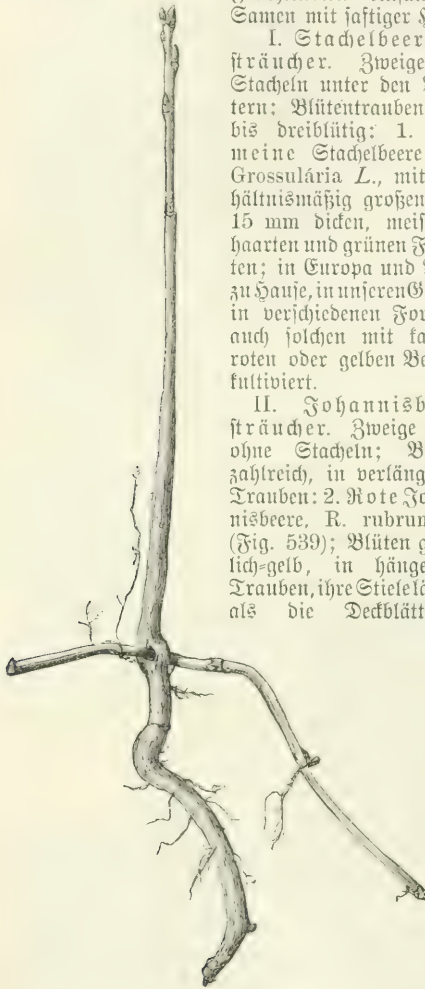 Samen mit saftiger
I. Stachelbeer
sträucher. Zweige
Stacheln unter den
tern; Blütentrauben
bis dreiblütig: 1.
meine Stachelbeere
Grossulária L., mit
hältnismäßig großen
15 mm dicken, meis
haarten und grünen F
ten; in Europa und
zu Hause, in unseren G
in verschiedenen For
auch solchen mit ka
roten oder gelben Be
kultiviert.
II. Johannisb
sträucher. Zweige
ohne Stacheln; B
zahlreich, in verläng
Trauben: 2. Rote Jo
nisbeere, R. rubrum
(Fig. 539); Blüten g
lich-gelb, in hänge
Trauben, ihre Stiele lä
als die Deckblätt